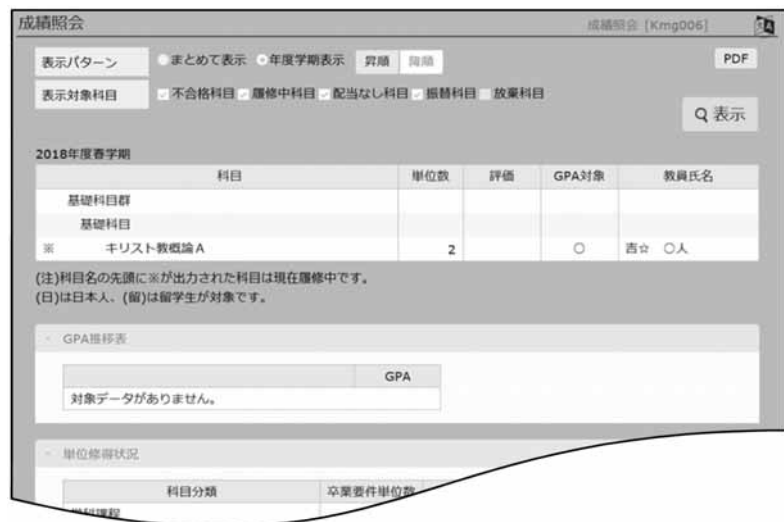 成績照会
成績照会 [Kmg006]
表示パターン まとめて表示 年度学期表示 昇順 降順 PDF
表示対象科目 不合格科目 履修中科目 配当なし科目 振替科目 放棄科目
表示
2018年度春学期
科目 単位数 評価 GPA対象 教員氏名
基礎科目群
基礎科目
※ キリスト教概論A 2 ○ 吉☆ ○人
(注)科目名の先頭に※が出力された科目は現在履修中です。
(日)は日本人、(留)は留学生が対象です。
GPA推移表
GPA
対象データがありません。
単位修得状況
科目分類 卒業要件単位数